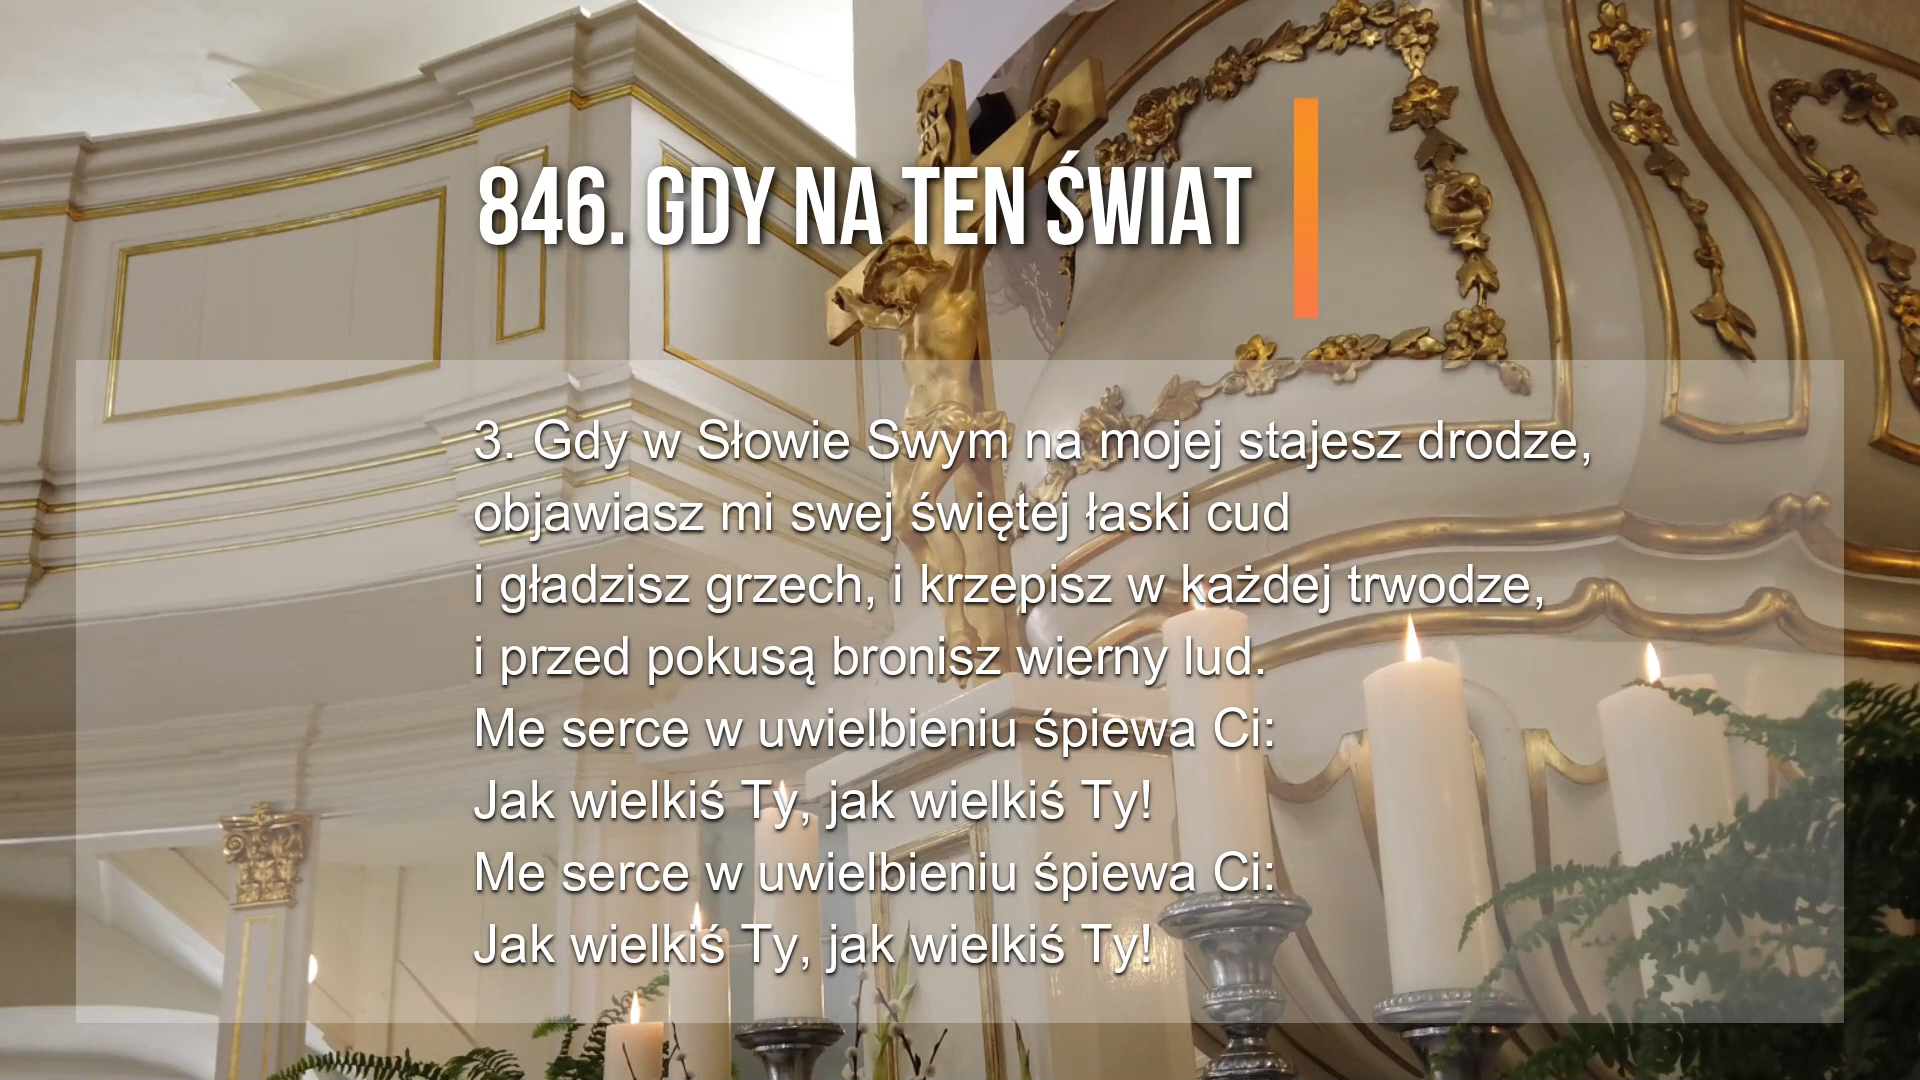 846. GDY NA TEN ŚWIAT
3. Gdy w Słowie Swym na mojej stajesz drodze,
objawiasz mi swej świętej łaski cud
i gładzisz grzech, i krzepisz w każdej trwodze,
i przed pokusą bronisz wierny lud.
Me serce w uwielbieniu śpiewa Ci:
Jak wielkiś Ty, jak wielkiś Ty!
Me serce w uwielbieniu śpiewa Ci:
Jak wielkiś Ty, jak wielkiś Ty!